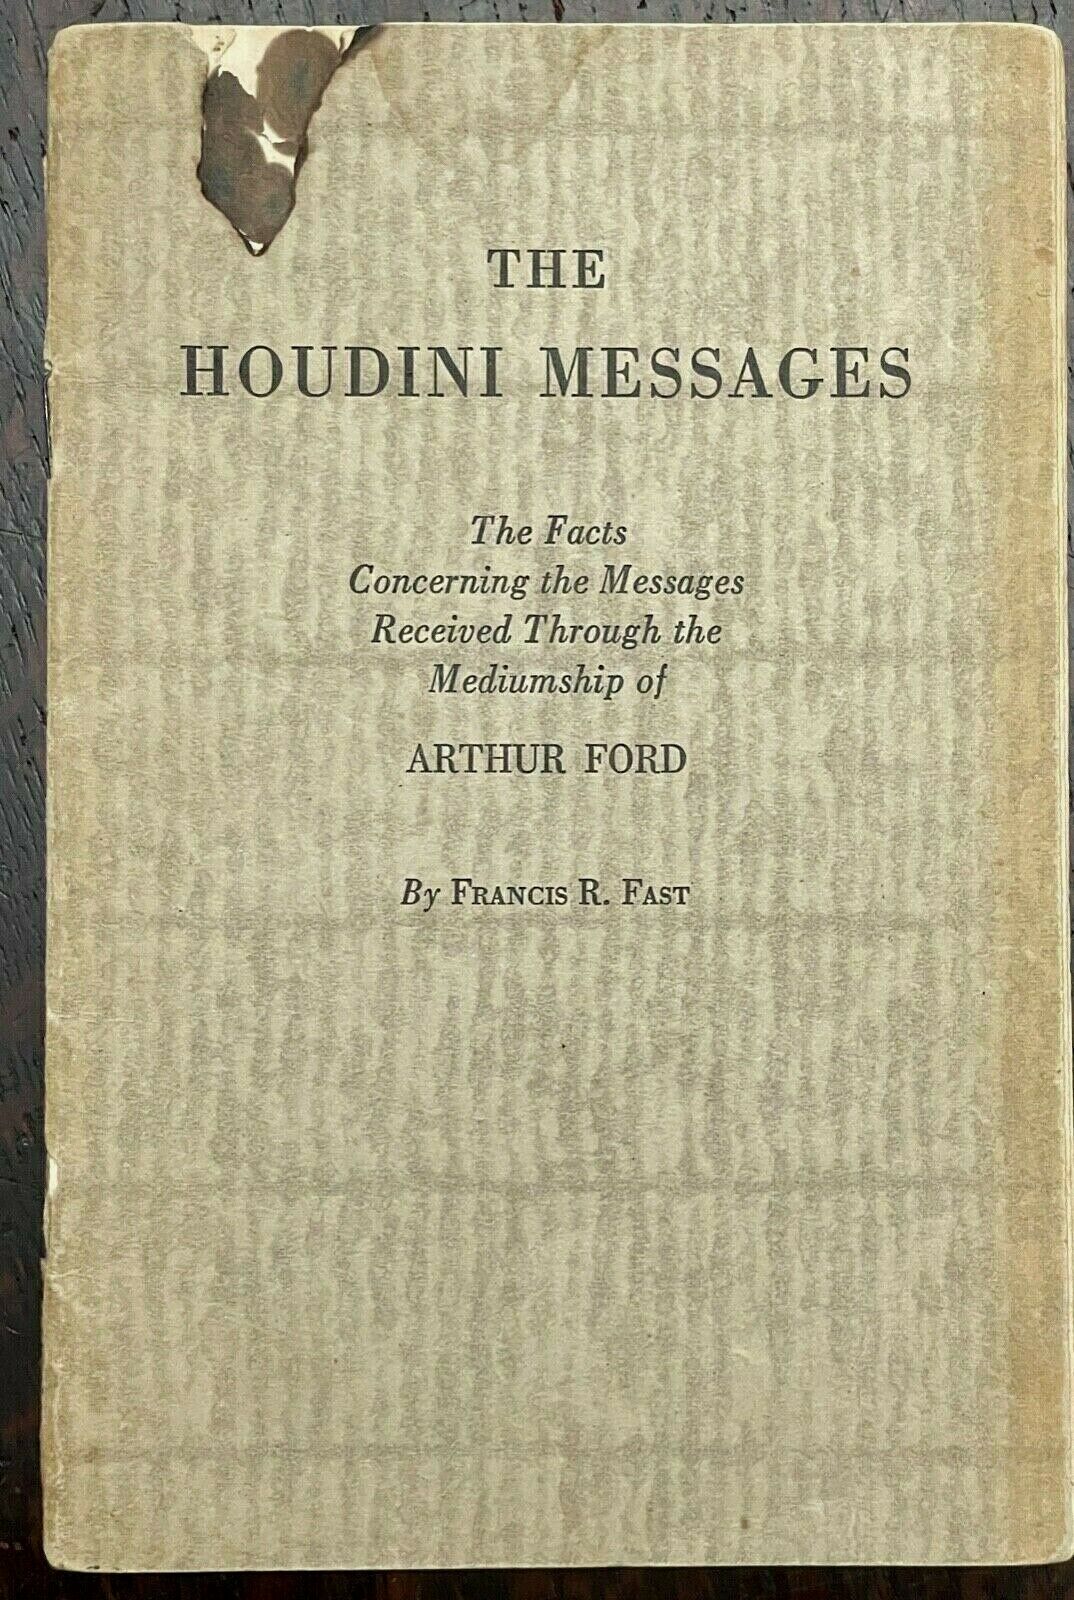 THE
HOUDINI MESSAGES
The Facts
Concerning the Messages
Received Through the
Mediumship of
ARTHUR FORD
By FRANCIS R. FAST